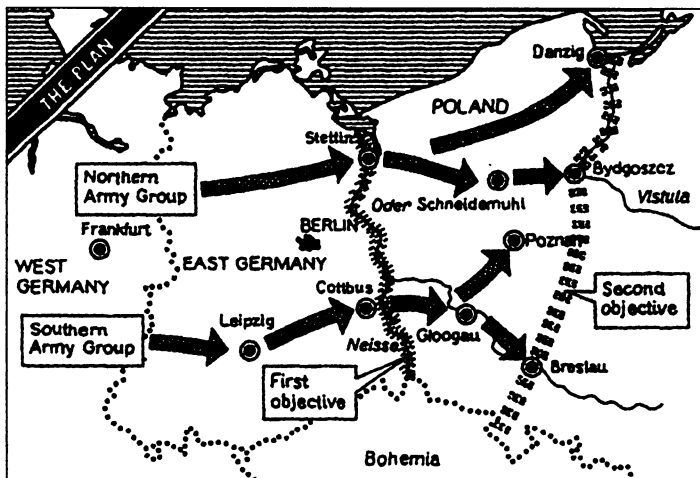 THE PLAN
Danzig
POLAND
Stettin
Northern
Army Group
Bydgoszcz
Oder Schneidemuhl
Vistula
BERLIN
Frankfurt
Poznan
WEST
GERMANY
EAST GERMANY
Second
objective
Cottbus
Leipzig
Southern
Army Group
Gloogau
Neisse
Breslau
First
objective
Bohemia